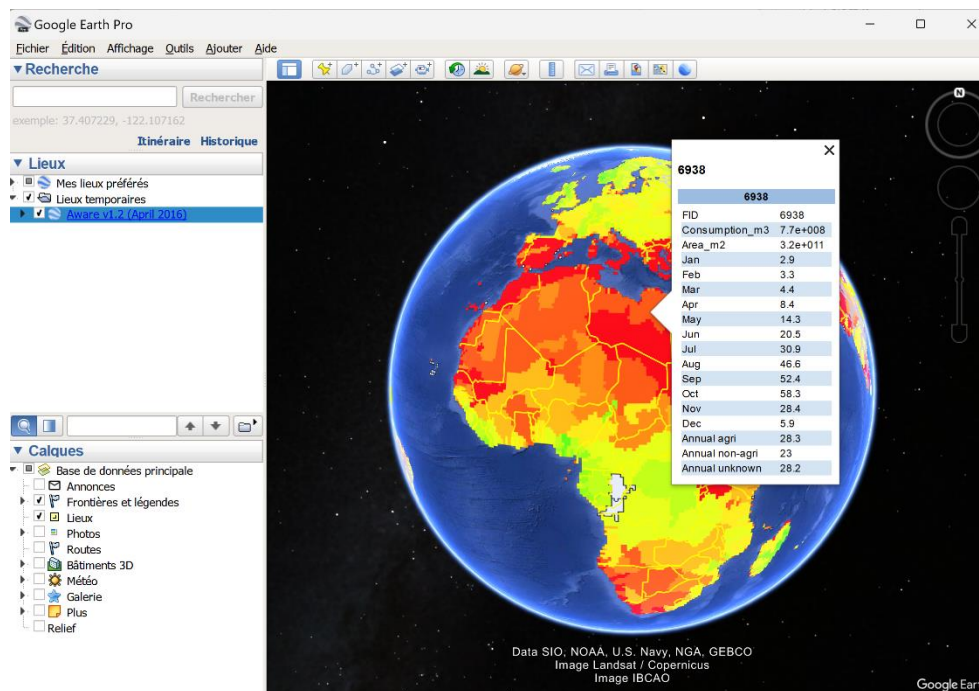 Google Earth Pro
Fichier Édition Affichage Outils Ajouter Aide
Recherche
Rechercher
exemple: 37.407229, -122.107162
Itinéraire Historique
Lieux
Mes lieux préférés
Lieux temporaires
Aware v1.2 (April 2016)
Calques
Base de données principale
Annonces
Frontières et légendes
Lieux
Photos
Routes
Bâtiments 3D
Météo
Galerie
Plus
Relief
N
6938
6938
FID 6938
Consumption_m3 7.7e+008
Area_m2 3.2e+011
Jan 2.9
Feb 3.3
Mar 4.4
Apr 8.4
May 14.3
Jun 20.5
Jul 30.9
Aug 46.6
Sep 52.4
Oct 58.3
Nov 28.4
Dec 5.9
Annual agri 28.3
Annual non-agri 23
Annual unknown 28.2
Data SIO, NOAA, U.S. Navy, NGA, GEBCO
Image Landsat / Copernicus
Image IBCAO
Google Ear